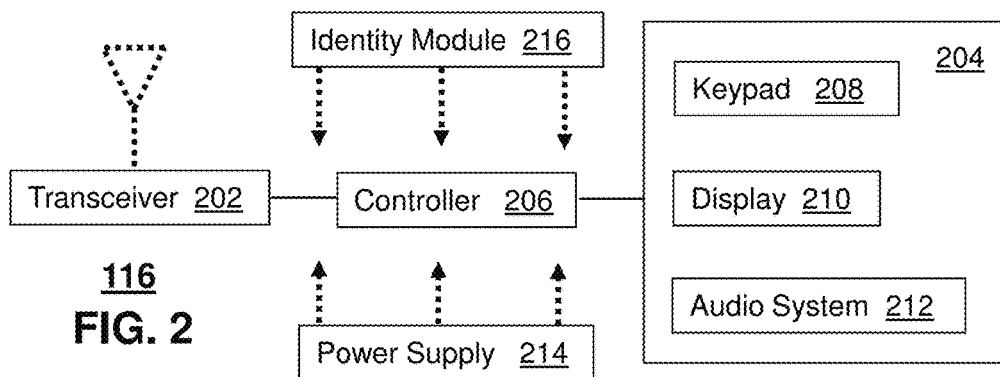 Identity Module 216
204
Keypad 208
Transceiver 202
Controller 206
Display 210
116
FIG. 2
Audio System 212
Power Supply 214